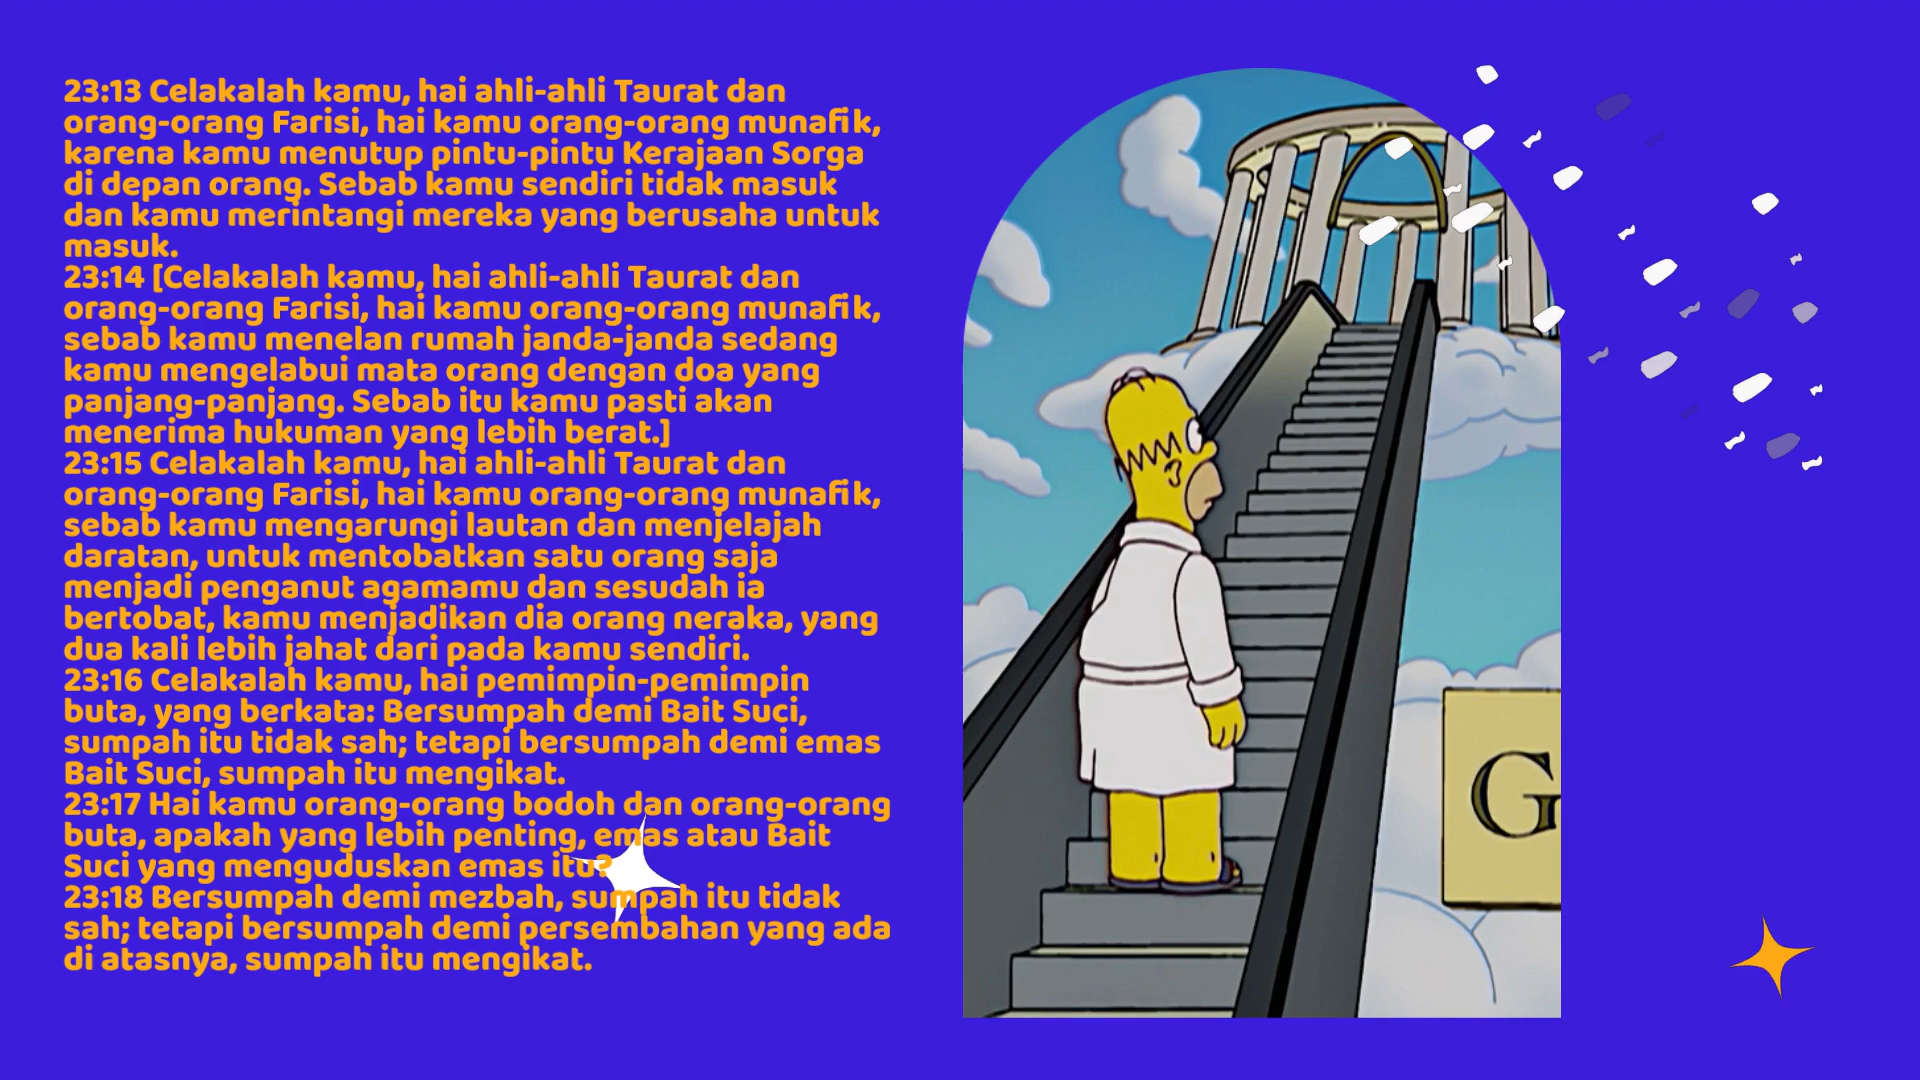 23:13 Celakalah kamu, hai ahli-ahli Taurat dan
orang-orang Farisi, hai kamu orang-orang munafik,
karena kamu menutup pintu-pintu Kerajaan Sorga
di depan orang. Sebab kamu sendiri tidak masuk
dan kamu merintangi mereka yang berusaha untuk
masuk.
23:14 [Celakalah kamu, hai ahli-ahli Taurat dan
orang-orang Farisi, hai kamu orang-orang munafik,
sebab kamu menelan rumah janda-janda sedang
kamu mengelabui mata orang dengan doa yang
panjang-panjang. Sebab itu kamu pasti akan
menerima hukuman yang lebih berat.]
23:15 Celakalah kamu, hai ahli-ahli Taurat dan
orang-orang Farisi, hai kamu orang-orang munafik,
sebab kamu mengarungi lautan dan menjelajah
daratan, untuk mentobatkan satu orang saja
menjadi penganut agamamu dan sesudah ia
bertobat, kamu menjadikan dia orang neraka, yang
dua kali lebih jahat dari pada kamu sendiri.
23:16 Celakalah kamu, hai pemimpin-pemimpin
buta, yang berkata: Bersumpah demi Bait Suci,
sumpah itu tidak sah; tetapi bersumpah demi emas
Bait Suci, sumpah itu mengikat.
23:17 Hai kamu orang-orang bodoh dan orang-orang
buta, apakah yang lebih penting, emas atau Bait
Suci yang menguduskan emas itu?
23:18 Bersumpah demi mezbah, sumpah itu tidak
sah; tetapi bersumpah demi persembahan yang ada
di atasnya, sumpah itu mengikat.
G